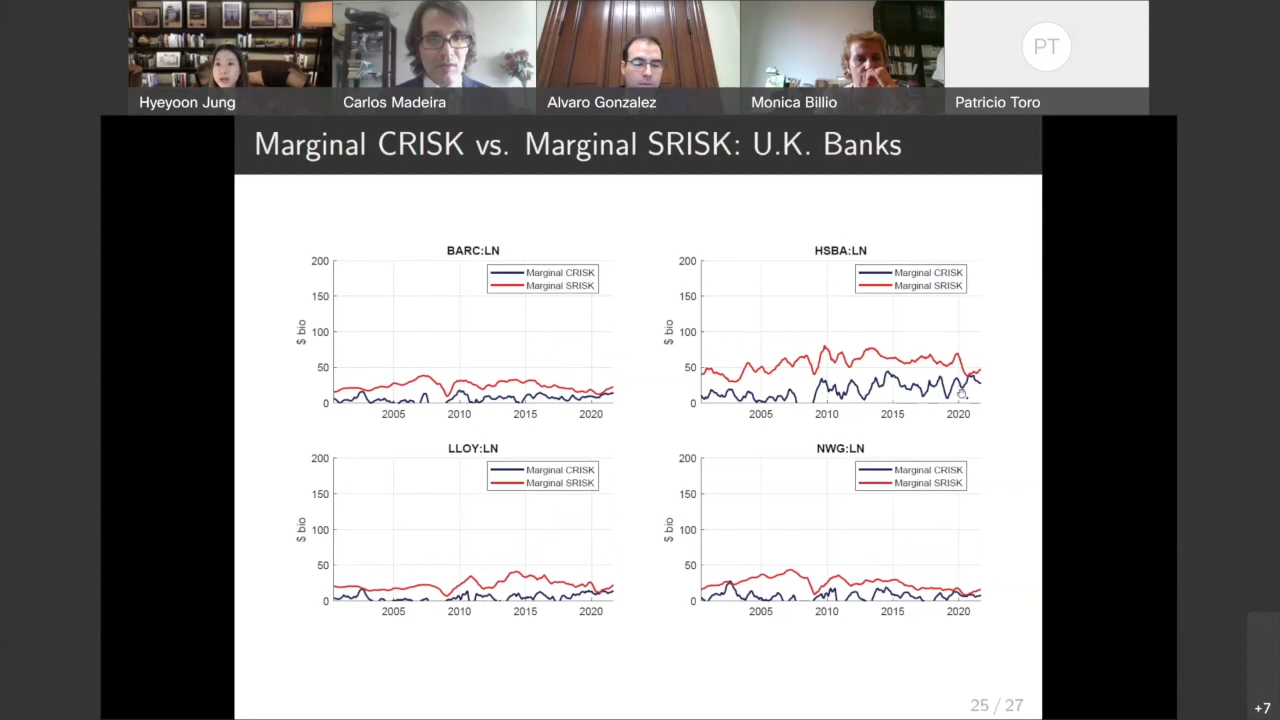 PT
Hyeyoon Jung
Carlos Madeira
Alvaro Gonzalez
Monica Billio
Patricio Toro
Marginal CRISK vs. Marginal SRISK: U.K. Banks
BARC:LN
200
150
100
50
0
$ bio
Marginal CRISK
Marginal SRISK
2005 2010 2015 2020
HSBA:LN
200
150
100
50
0
$ bio
Marginal CRISK
Marginal SRISK
2005 2010 2015 2020
LLOY:LN
200
150
100
50
0
$ bio
Marginal CRISK
Marginal SRISK
2005 2010 2015 2020
NWG:LN
200
150
100
50
0
$ bio
Marginal CRISK
Marginal SRISK
2005 2010 2015 2020
25 / 27
+7